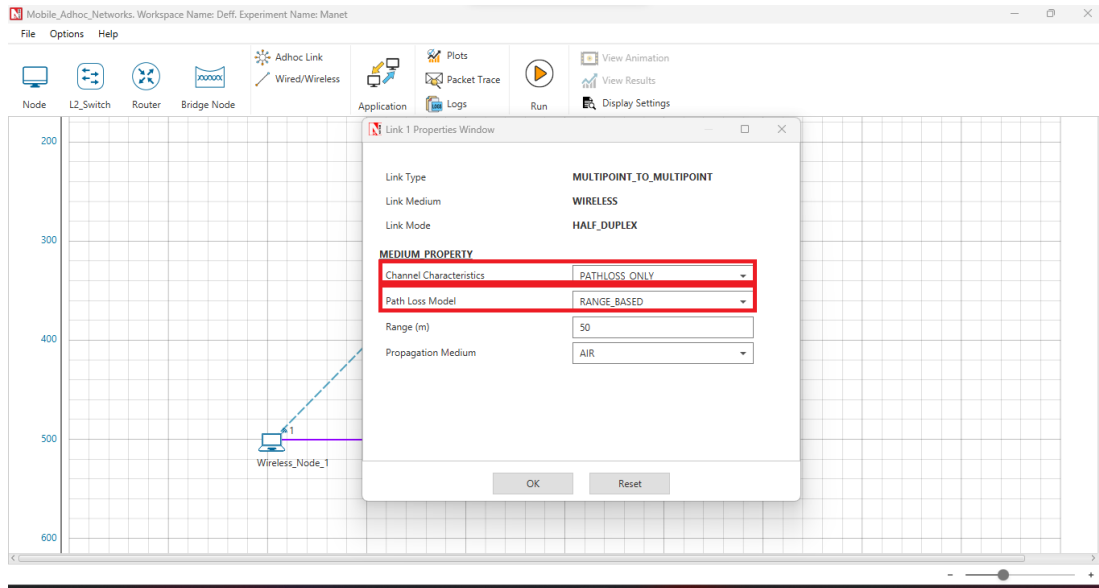 Mobile_Adhoc_Networks. Workspace Name: Deff. Experiment Name: Manet
File Options Help
Node
L2_Switch
Router
Bridge Node
Adhoc Link
Wired/Wireless
Application
Plots
Packet Trace
Logs
Run
View Animation
View Results
Display Settings
Link 1 Properties Window
Link Type MULTIPOINT_TO_MULTIPOINT
Link Medium WIRELESS
Link Mode HALF_DUPLEX
MEDIUM_PROPERTY
Channel Characteristics PATHLOSS_ONLY
Path Loss Model RANGE_BASED
Range (m) 50
Propagation Medium AIR
OK Reset
200
300
400
500
600
1
Wireless_Node_1